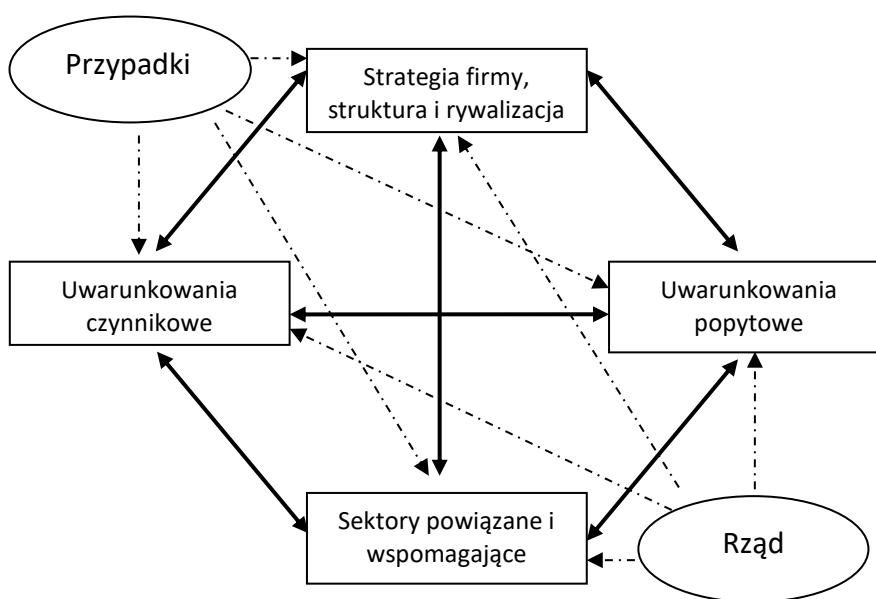 Przypadki
Strategia firmy,
struktura i rywalizacja
Uwarunkowania
czynnikowe
Uwarunkowania
popytowe
Sektory powiązane i
wspomagające
Rząd